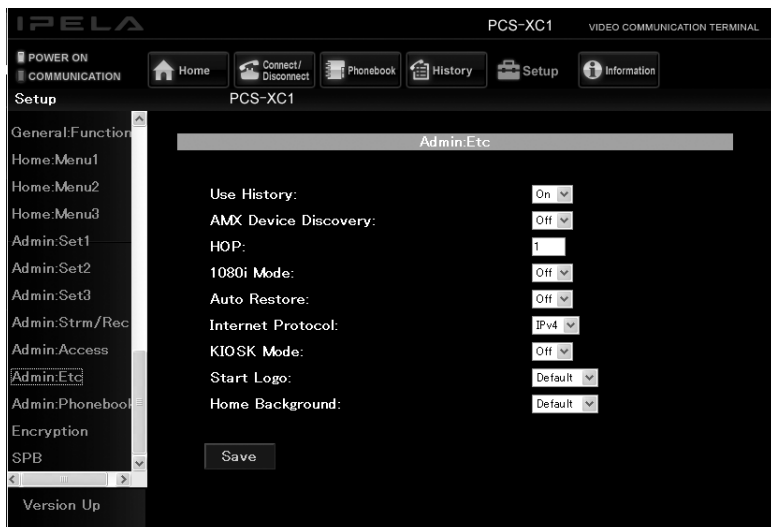 IPELA
PCS-XC1 VIDEO COMMUNICATION TERMINAL
POWER ON
COMMUNICATION
Home
Connect/
Disconnect
Phonebook
History
Setup
Information
Setup
PCS-XC1
General:Function
Home:Menu1
Home:Menu2
Home:Menu3
Admin:Set1
Admin:Set2
Admin:Set3
Admin:Strm/Rec
Admin:Access
Admin:Etc
Admin:Phonebook
Encryption
SPB
Version Up
Admin:Etc
Use History: On
AMX Device Discovery: Off
HOP: 1
1080i Mode: Off
Auto Restore: Off
Internet Protocol: IPv4
KIOSK Mode: Off
Start Logo: Default
Home Background: Default
Save